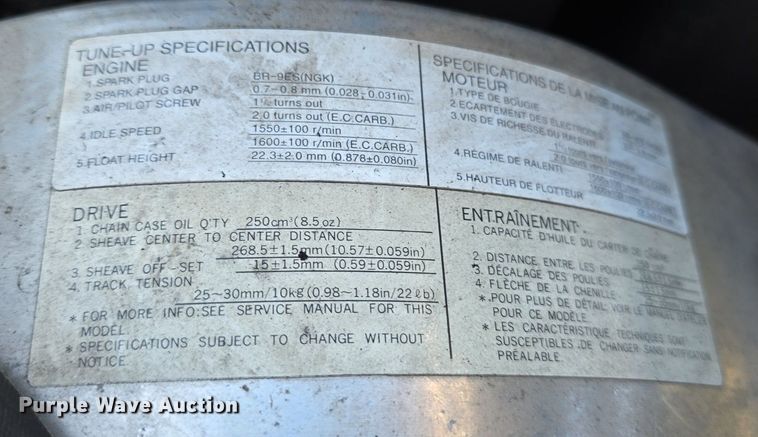 TUNE-UP SPECIFICATIONS
ENGINE
1.SPARK PLUG BR-9ES(NGK)
2.SPARK PLUG GAP 0.7-0.8 mm (0.028-0.031in)
3.AIR/PILOT SCREW turns out
2.0 turns out (E.C.CARB.)
4.IDLE SPEED 1550±100 r/min
1600±100 r/min (E.C.CARB.)
5.FLOAT HEIGHT 22.3±2.0 mm (0.878±0.080in)
SPECIFICATIONS DE LA MISE AU POINT
MOTEUR
1.TYPE DE BOUGIE
2.ECARTEMENT DES ÉLECTRODES
3.VIS DE RICHESSE DU RALENTI
4.RÉGIME DE RALENTI
5.HAUTEUR DE FLOTTEUR
DRIVE
1 CHAIN CASE OIL Q'TY 250cm³(8.5oz)
2 SHEAVE CENTER TO CENTER DISTANCE
268.5±1.5mm (10.57±0.059in)
3. SHEAVE OFF-SET 15±1.5mm (0.59±0.059in)
4. TRACK TENSION
25~30mm/10kg (0.98~1.18in/22lb)
* FOR MORE INFO:SEE SERVICE MANUAL FOR THIS
MODEL.
* SPECIFICATIONS SUBJECT TO CHANGE WITHOUT
NOTICE.
ENTRAÎNEMENT
1. CAPACITÉ D'HUILE DU CARTER DE
2. DISTANCE ENTRE LES POULIES
3. DÉCALAGE DES POULIES
4. FLÈCHE DE LA CHENILLE
*.POUR PLUS DE DÉTAIL, VOIR LE MANUEL D'ATELIER
POUR CE MODÈLE.
* LES CARACTÉRISTIQUE TECHNIQUES SONT
SUSCEPTIBLES DE CHANGER SANS NOTIFICATION
PRÉALABLE.
Purple Wave Auction